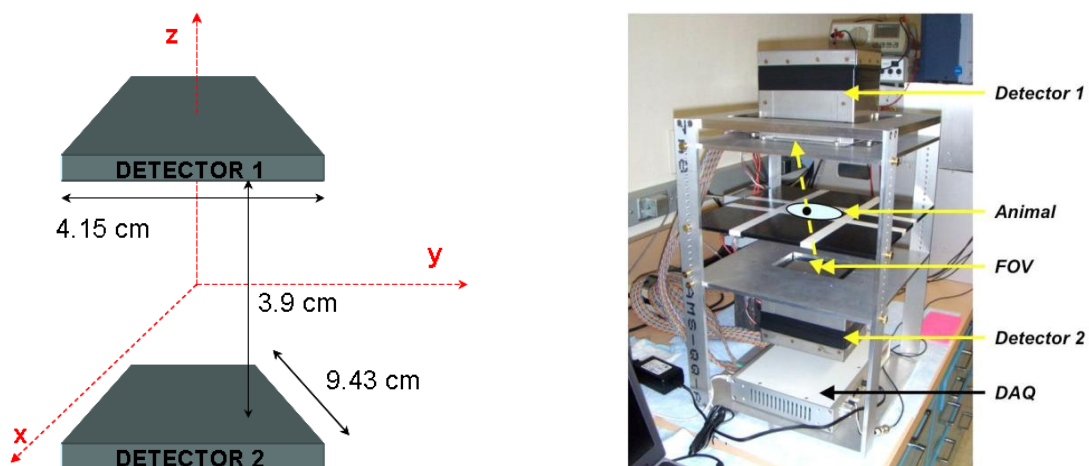 z
DETECTOR 1
4.15 cm
y
3.9 cm
9.43 cm
x
DETECTOR 2
Detector 1
Animal
FOV
Detector 2
DAQ